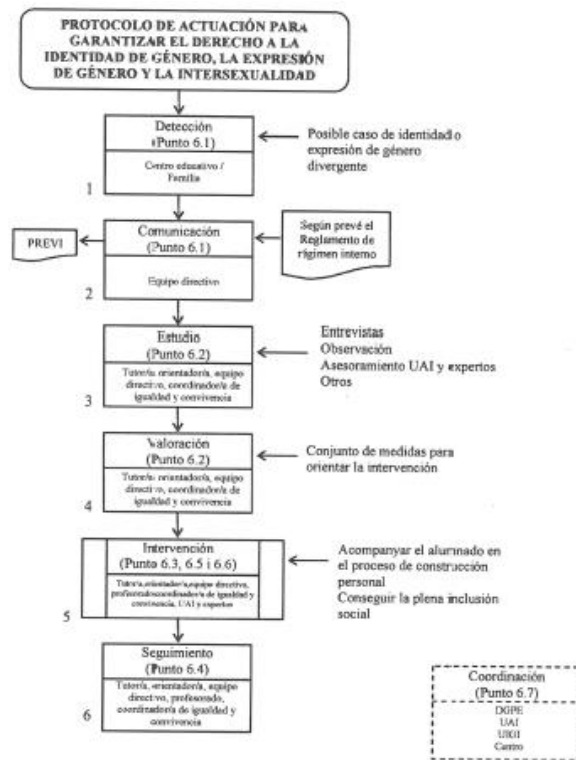 PROTOCOLO DE ACTUACIÓN PARA
GARANTIZAR EL DERECHO A LA
IDENTIDAD DE GÉNERO, LA EXPRESIÓN
DE GÉNERO Y LA INTERSEXUALIDAD
Detección
(Punto 6.1)
Centro educativo /
Familia
1
Posible caso de identidad o
expresión de género
divergente
PREVI
Comunicación
(Punto 6.1)
Equipo directivo
2
Según prevé el
Reglamento de
régimen interno
Estudio
(Punto 6.2)
Tutor/a, orientador/a, equipo
directivo, coordinador/a de
igualdad y convivencia
3
Entrevistas
Observación
Asesoramiento UAI y expertos
Otros
Valoración
(Punto 6.2)
Tutor/a, orientador/a, equipo
directivo, coordinador/a de
igualdad y convivencia
4
Conjunto de medidas para
orientar la intervención
Intervención
(Punto 6.3, 6.5 i 6.6)
Tutor/a, orientador/a, equipo directivo,
profesorado, coordinador/a de igualdad y
convivencia, UAI y expertos
5
Acompanyar el alumnado en
el proceso de construcción
personal
Conseguir la plena inclusión
social
Seguimiento
(Punto 6.4)
Tutor/a, orientador/a, equipo
directivo, profesorado,
coordinador/a de igualdad y
convivencia
6
Coordinación
(Punto 6.7)
DGPE
UAI
UIGI
Centro